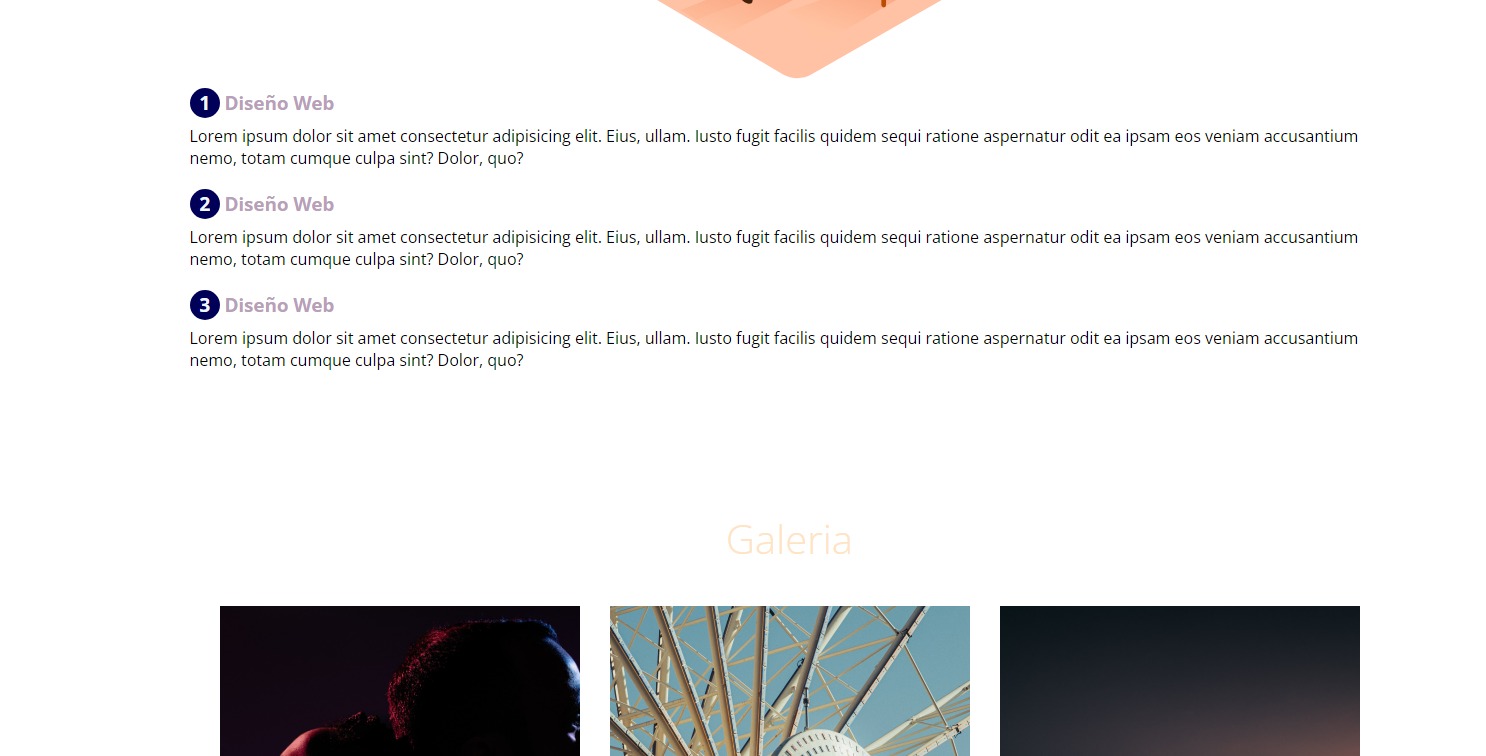 1 Diseño Web
Lorem ipsum dolor sit amet consectetur adipisicing elit. Eius, ullam. Iusto fugit facilis quidem sequi ratione aspernatur odit ea ipsam eos veniam accusantium
nemo, totam cumque culpa sint? Dolor, quo?
2 Diseño Web
Lorem ipsum dolor sit amet consectetur adipisicing elit. Eius, ullam. Iusto fugit facilis quidem sequi ratione aspernatur odit ea ipsam eos veniam accusantium
nemo, totam cumque culpa sint? Dolor, quo?
3 Diseño Web
Lorem ipsum dolor sit amet consectetur adipisicing elit. Eius, ullam. Iusto fugit facilis quidem sequi ratione aspernatur odit ea ipsam eos veniam accusantium
nemo, totam cumque culpa sint? Dolor, quo?
Galeria